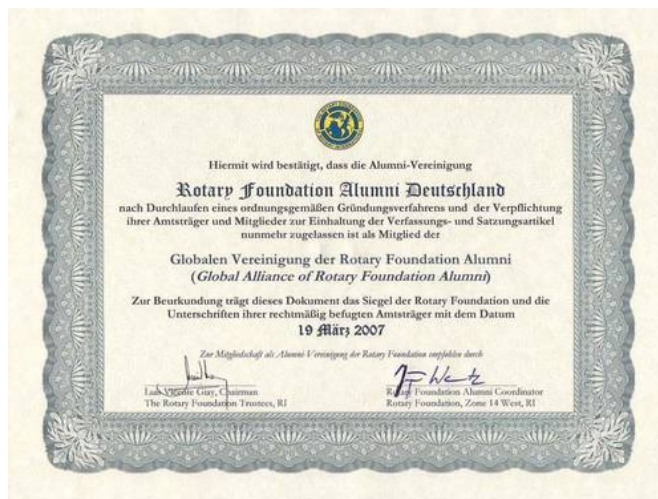 Hiermit wird bestätigt, dass die Alumni-Vereinigung
Rotary Foundation Alumni Deutschland
nach Durchlaufen eines ordnungsgemäßen Gründungsverfahrens und der Verpflichtung
ihrer Amtsträger und Mitglieder zur Einhaltung der Verfassungs- und Satzungsartikel
nunmehr zugelassen ist als Mitglied der
Globalen Vereinigung der Rotary Foundation Alumni
(Global Alliance of Rotary Foundation Alumni)
Zur Beurkundung trägt dieses Dokument das Siegel der Rotary Foundation und die
Unterschriften ihrer rechtmäßig befugten Amtsträger mit dem Datum
19 März 2007
Zur Mitgliedschaft als Alumni-Vereinigung der Rotary Foundation empfohlen durch
Luis Vicente Giay, Chairman
The Rotary Foundation Trustees, RI
Rotary Foundation Alumni Coordinator
Rotary Foundation, Zone 14 West, RI